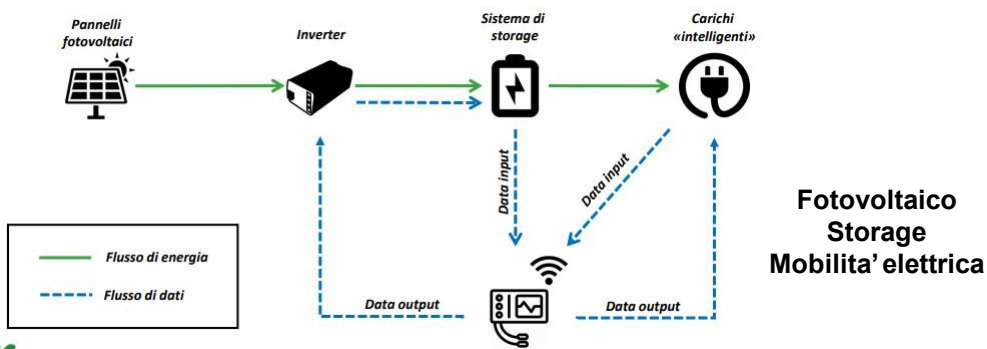 Pannelli
fotovoltaici
Inverter
Sistema di
storage
Carichi
«intelligenti»
Data input
Data input
Fotovoltaico
Storage
Mobilita' elettrica
Flusso di energia
Flusso di dati
Data output
Data output